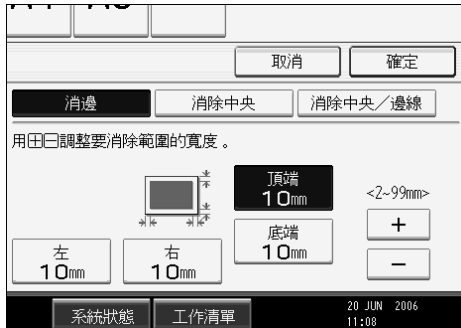 取消 確定
消邊 消除中央 消除中央／邊線
用⊞⊟調整要消除範圍的寬度。
頂端
10mm
<2~99mm>
底端
10mm
+
左
10mm
右
10mm
−
系統狀態 工作清單
20 JUN 2006
11:08